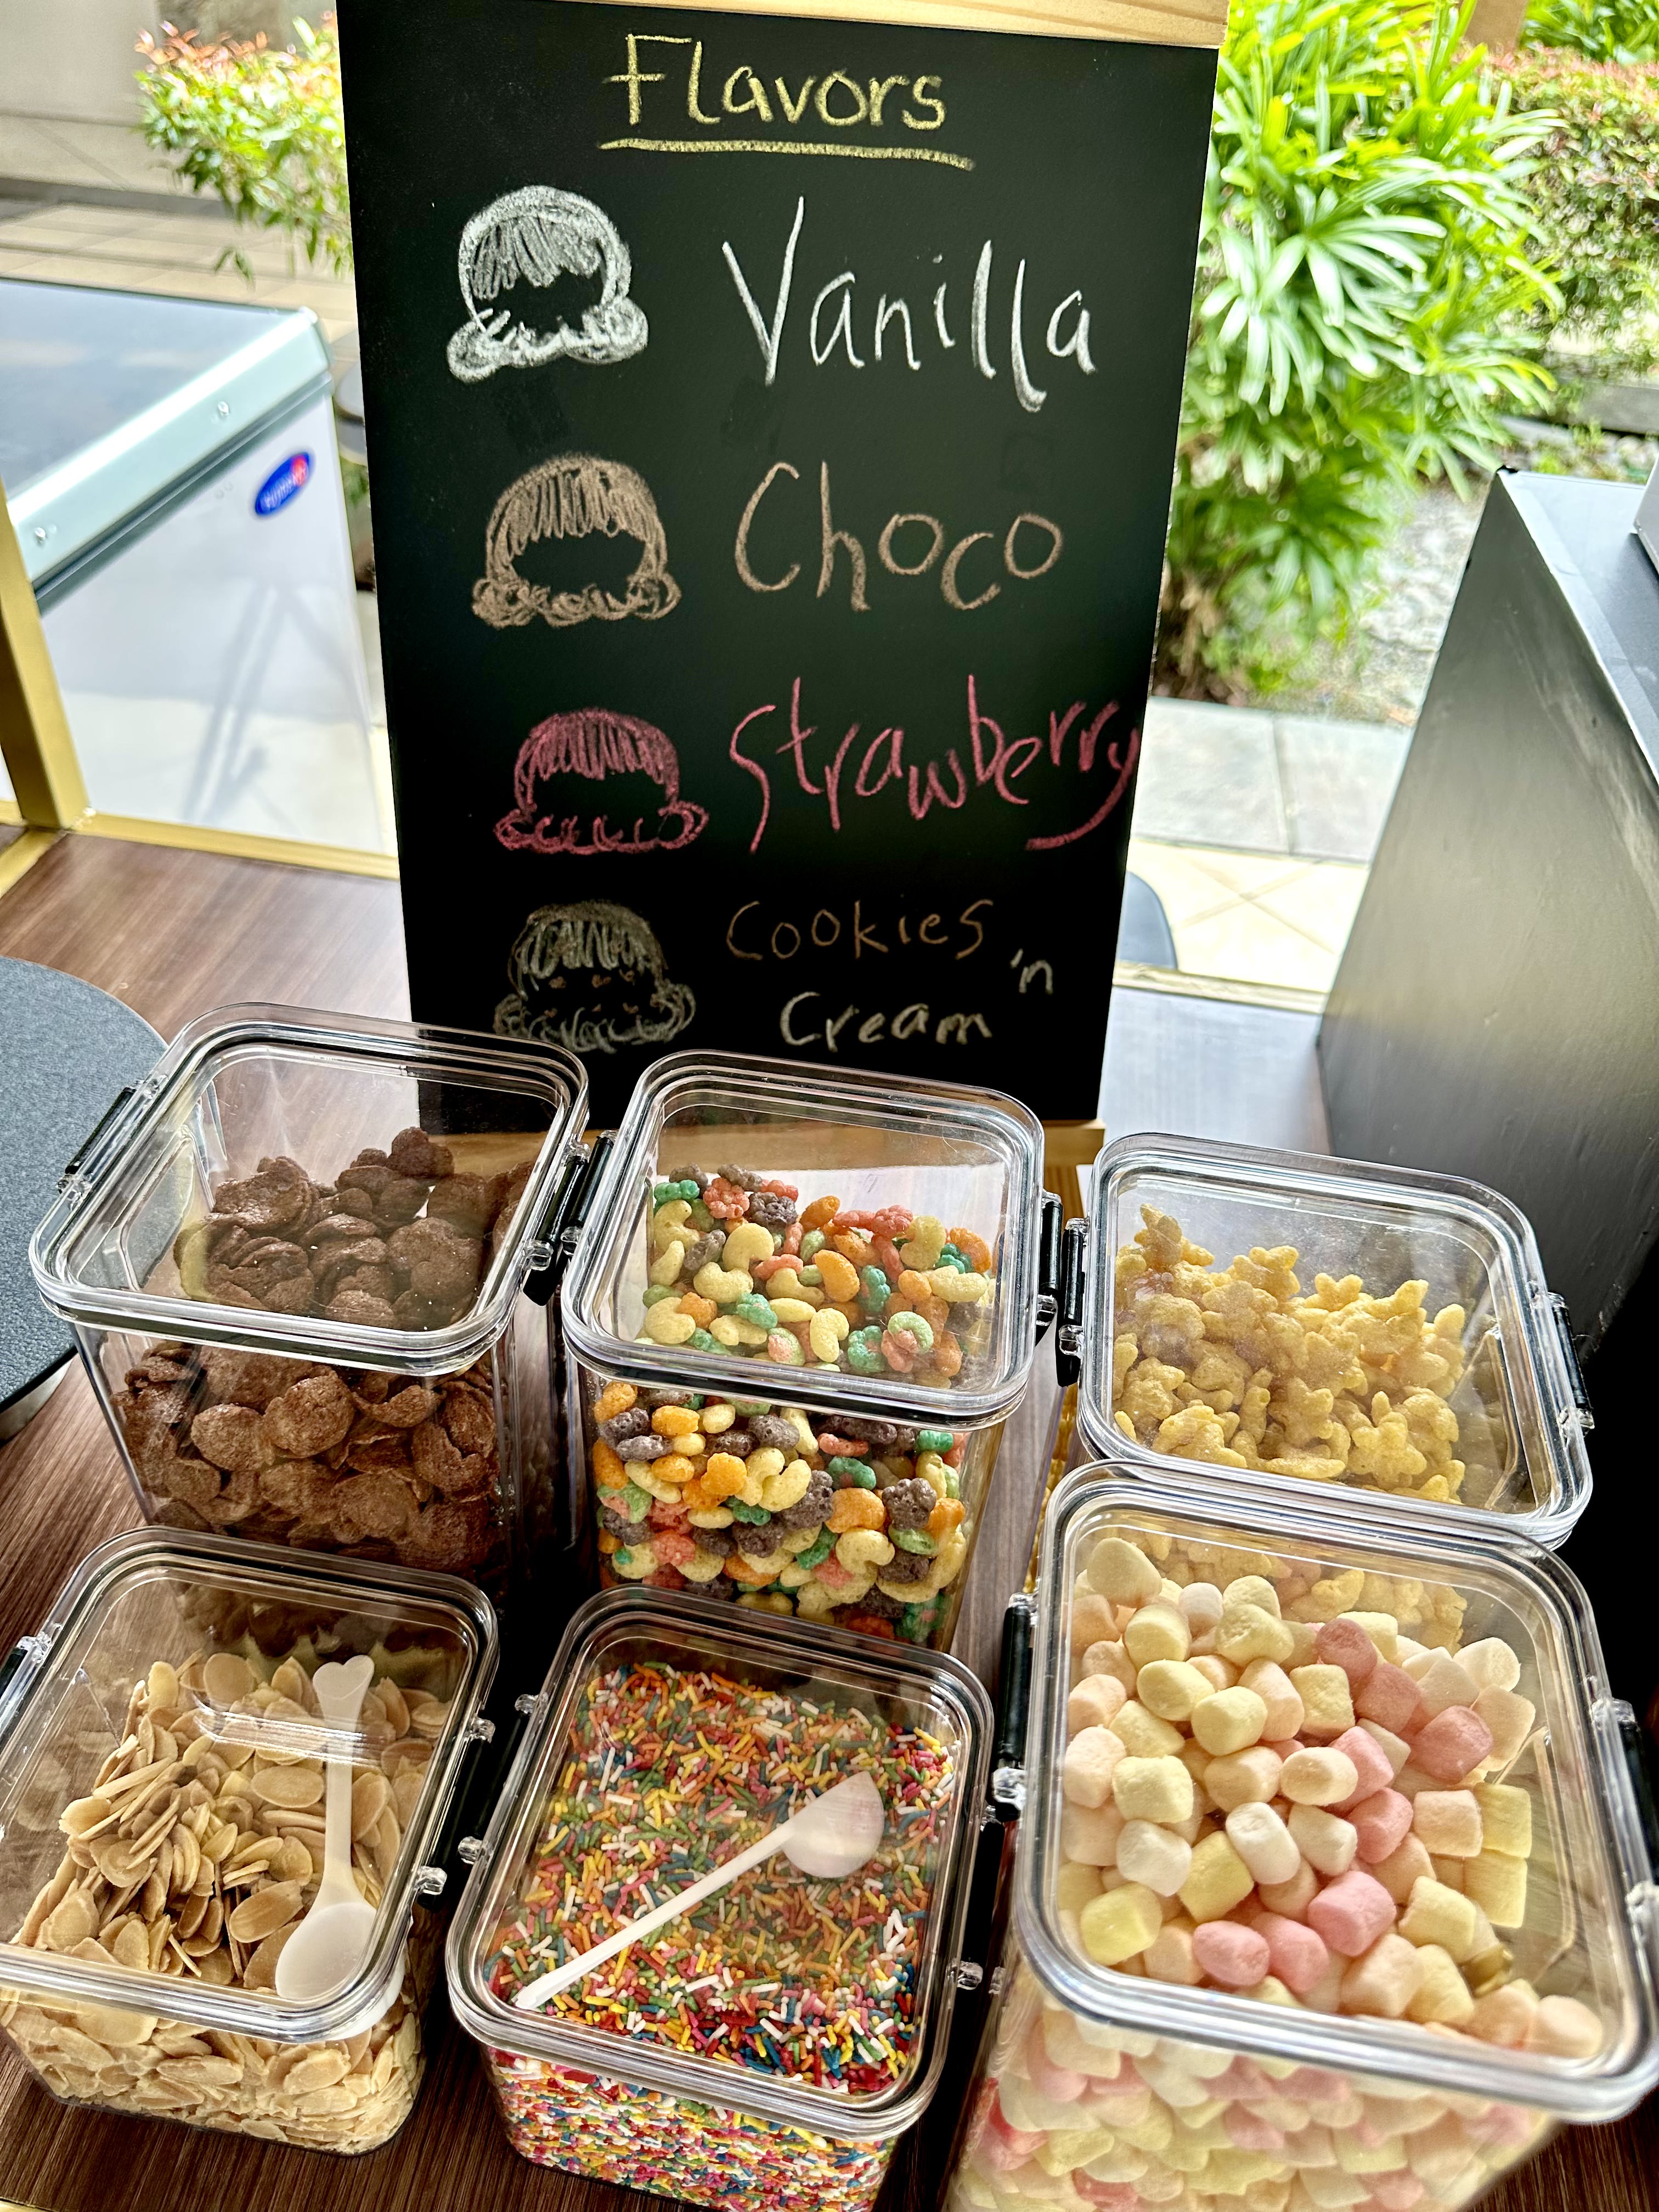 Flavors
Vanilla
Choco
Strawberry
Cookies 'n
Cream